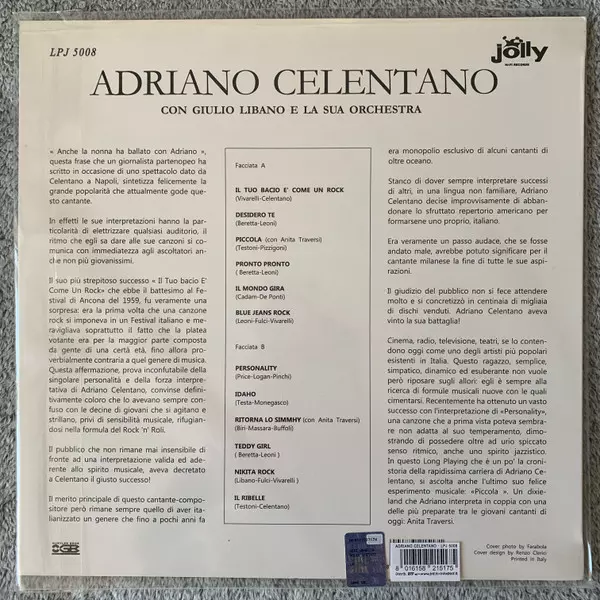 LPJ 5008
jolly
HI-FI RECORDS
ADRIANO CELENTANO
CON GIULIO LIBANO E LA SUA ORCHESTRA
« Anche la nonna ha ballato con Adriano »,
questa frase che un giornalista partenopeo ha
scritto in occasione di uno spettacolo dato da
Celentano a Napoli, sintetizza felicemente la
grande popolarità che attualmente gode que-
sto cantante.
In effetti le sue interpretazioni hanno la par-
ticolarità di elettrizzare qualsiasi auditorio, il
ritmo che egli sa dare alle sue canzoni si co-
munica con immediatezza agli ascoltatori an-
che non più giovanissimi.
Il suo più strepitoso successo « Il Tuo bacio E'
Come Un Rock» che ebbe il battesimo al Fe-
stival di Ancona del 1959, fu veramente una
sorpresa: era la prima volta che una canzone
rock si imponeva in un Festival italiano e me-
ravigliava soprattutto il fatto che la platea
votante era per la maggior parte composta
da gente di una certa età, fino allora pro-
verbialmente contraria a quel genere di musica.
Questa affermazione, prova inconfutabile della
singolare personalità e della forza interpre-
tativa di Adriano Celentano, convinse defini-
tivamente coloro che lo avevano sempre con-
fuso con le decine di giovani che si agitano e
strillano, privi di sensibilità musicale, rifugian-
dosi nella formula del Rock 'n' Roll.
Il pubblico che non rimane mai insensibile di
fronte ad una interpretazione valida ed ade-
rente allo spirito musicale, aveva decretato
a Celentano il giusto successo!
Il merito principale di questo cantante-compo-
sitore però rimane sempre quello di aver ita-
lianizzato un genere che fino a pochi anni fa
Facciata A
IL TUO BACIO E' COME UN ROCK
(Vivarelli-Celentano)
DESIDERO TE
(Beretta-Leoni)
PICCOLA (con Anita Traversi)
(Testoni-Pizzigoni)
PRONTO PRONTO
( Beretta-Leoni)
IL MONDO GIRA
(Cadam-De Ponti)
BLUE JEANS ROCK
(Leoni-Fulci-Vivarelli)
Facciata B
PERSONALITY
(Price-Logan-Pinchi)
IDAHO
(Testa-Monegasco)
RITORNA LO SIMMHY (con Anita Traversi)
(Biri-Massara-Buffoli)
TEDDY GIRL
( Beretta-Leoni )
NIKITA ROCK
(Libano-Fulci-Vivarelli )
IL RIBELLE
(Testoni-Celentano)
era monopolio esclusivo di alcuni cantanti di
oltre oceano.
Stanco di dover sempre interpretare successi
di altri, in una lingua non familiare, Adriano
Celentano decise improvvisamente di abban-
donare lo sfruttato repertorio americano per
formarsene uno proprio, italiano.
Era veramente un passo audace, che se fosse
andato male, avrebbe potuto significare per il
cantante milanese la fine di tutte le sue aspi-
razioni.
Il giudizio del pubblico non si fece attendere
molto e si concretizzò in centinaia di migliaia
di dischi venduti. Adriano Celentano aveva
vinto la sua battaglia!
Cinema, radio, televisione, teatri, se lo conten-
dono oggi come uno degli artisti più popolari
esistenti in Italia. Questo ragazzo, semplice,
simpatico, dinamico ed esuberante non vuole
però riposare sugli allori: egli è sempre alla
ricerca di formule musicali nuove con le quali
cimentarsi. Recentemente ha ottenuto un vasto
successo con l'interpretazione di «Personality»,
una canzone che a prima vista poteva sembra-
re non adatta al suo temperamento, dimo-
strando di possedere oltre ad urio spiccato
senso ritmico, anche uno spirito jazzistico.
In questo Long Playing che è un po' la croni-
storia della rapidissima carriera di Adriano Ce-
lentano, si ascolta anche l'ultimo suo felice
esperimento musicale: «Piccola ». Un dixie-
land che Adriano interpreta in coppia con una
delle più preparate tra le giovani cantanti di
oggi: Anita Traversi.
GB
ADRIANO CELENTANO - LPJ 5008
8 016158 215175
Cover photo by Farabola
Cover design by Renzo Clerici
Printed in Italy